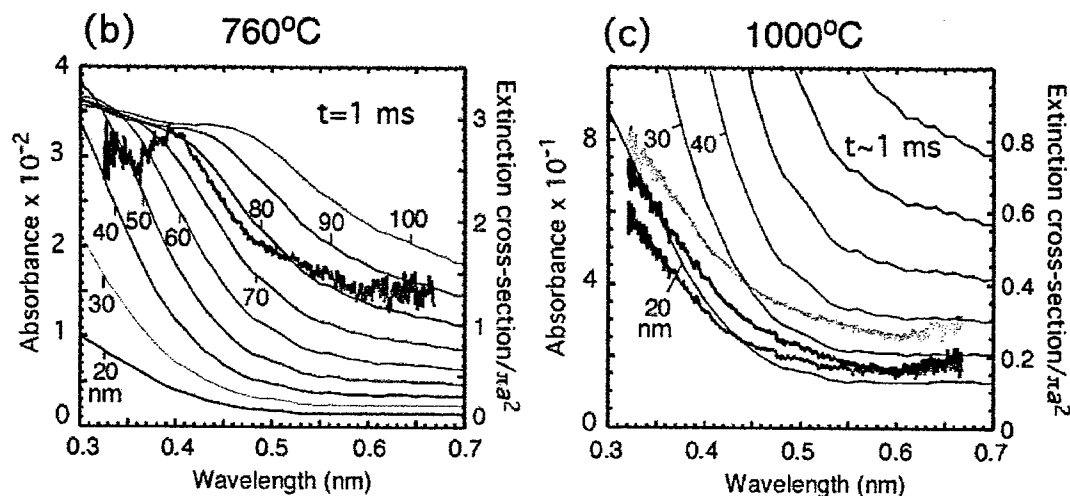 (b) 760°C
Absorbance x 10⁻²
4
3
2
1
0
t=1 ms
20
nm
30
40
50
60
70
80
90
100
Extinction cross-section/πa²
3
2
1
0
0.3 0.4 0.5 0.6 0.7
Wavelength (nm)
(c) 1000°C
Absorbance x 10⁻¹
8
4
0
30
40
t~1 ms
20
nm
Extinction cross-section/πa²
0.8
0.6
0.4
0.2
0
0.3 0.4 0.5 0.6 0.7
Wavelength (nm)